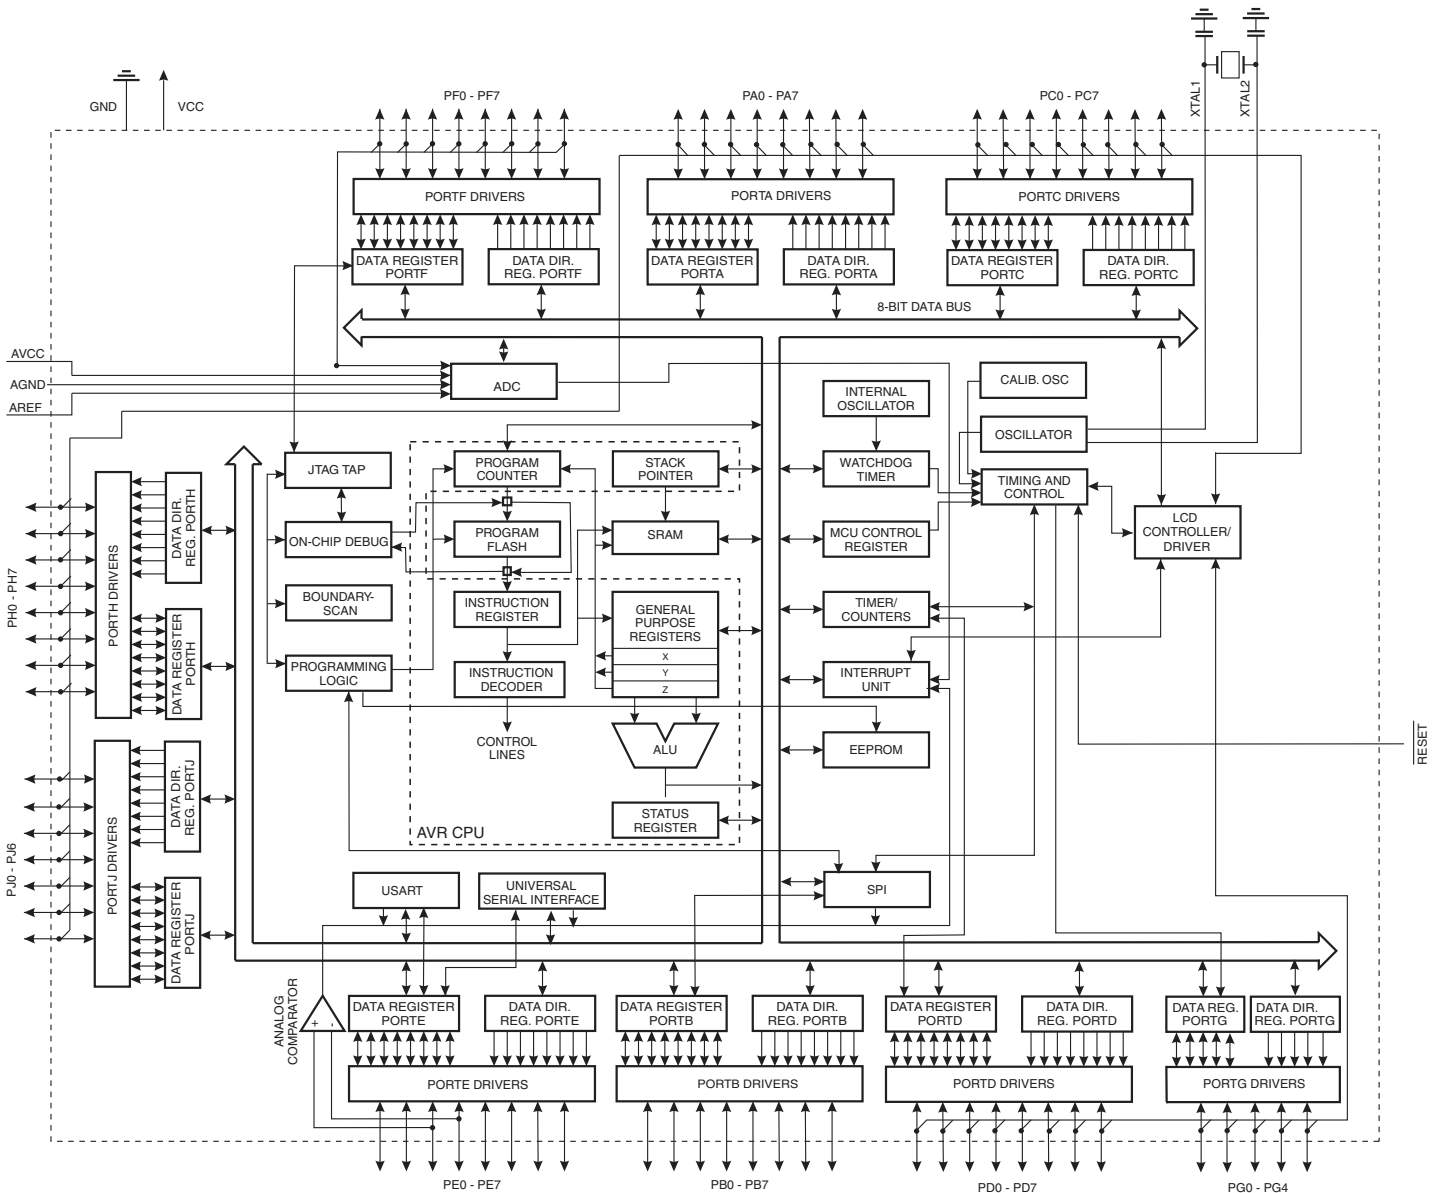 XTAL1
XTAL2
GND
VCC
PF0 - PF7
PA0 - PA7
PC0 - PC7
PORTF DRIVERS
PORTA DRIVERS
PORTC DRIVERS
DATA REGISTER
PORTF
DATA DIR.
REG. PORTF
DATA REGISTER
PORTA
DATA DIR.
REG. PORTA
DATA REGISTER
PORTC
DATA DIR.
REG. PORTC
8-BIT DATA BUS
AVCC
AGND
AREF
ADC
INTERNAL
OSCILLATOR
CALIB. OSC
OSCILLATOR
JTAG TAP
PROGRAM
COUNTER
STACK
POINTER
WATCHDOG
TIMER
TIMING AND
CONTROL
LCD
CONTROLLER/
DRIVER
ON-CHIP DEBUG
PROGRAM
FLASH
SRAM
MCU CONTROL
REGISTER
BOUNDARY-
SCAN
INSTRUCTION
REGISTER
GENERAL
PURPOSE
REGISTERS
X
Y
Z
TIMER/
COUNTERS
PROGRAMMING
LOGIC
INSTRUCTION
DECODER
INTERRUPT
UNIT
CONTROL
LINES
ALU
EEPROM
RESET
STATUS
REGISTER
AVR CPU
PH0 - PH7
PORTH DRIVERS
DATA DIR.
REG. PORTH
DATA REGISTER
PORTH
PJ0 - PJ6
PORTJ DRIVERS
DATA DIR.
REG. PORTJ
DATA REGISTER
PORTJ
USART
UNIVERSAL
SERIAL INTERFACE
SPI
ANALOG
COMPARATOR
+
-
DATA REGISTER
PORTE
DATA DIR.
REG. PORTE
DATA REGISTER
PORTB
DATA DIR.
REG. PORTB
DATA REGISTER
PORTD
DATA DIR.
REG. PORTD
DATA REG.
PORTG
DATA DIR.
REG. PORTG
PORTE DRIVERS
PORTB DRIVERS
PORTD DRIVERS
PORTG DRIVERS
PE0 - PE7
PB0 - PB7
PD0 - PD7
PG0 - PG4